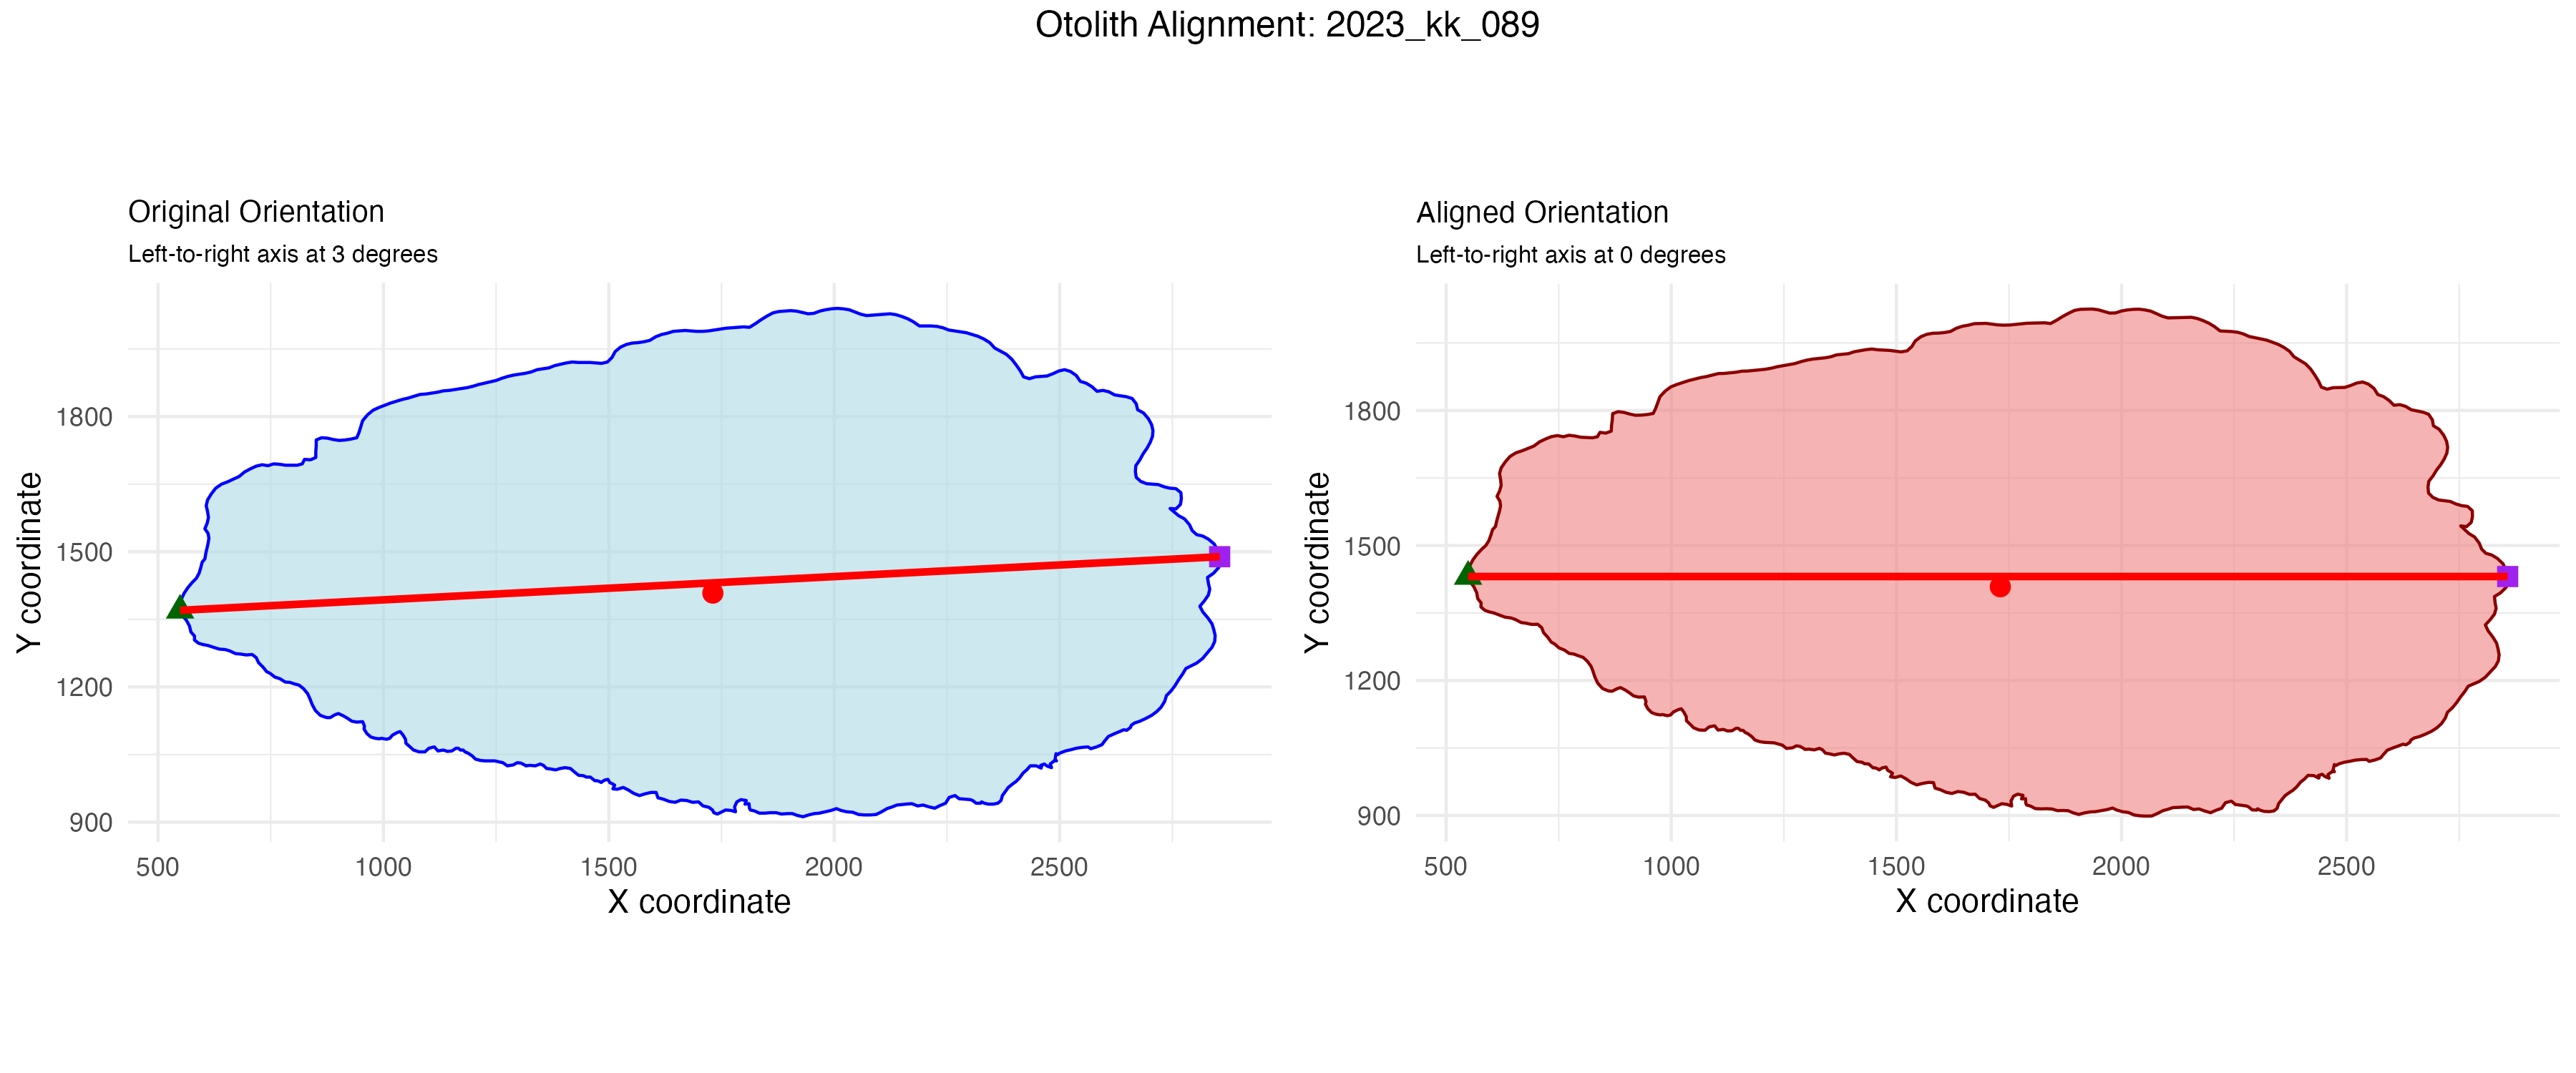 Otolith Alignment: 2023_kk_089
Original Orientation
Left-to-right axis at 3 degrees
Y coordinate
1800
1500
1200
900
500 1000 1500 2000 2500
X coordinate
Aligned Orientation
Left-to-right axis at 0 degrees
Y coordinate
1800
1500
1200
900
500 1000 1500 2000 2500
X coordinate